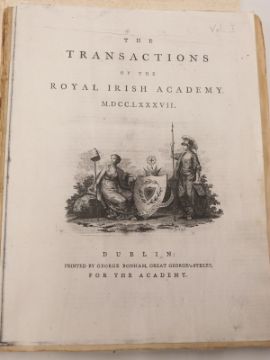 Vol. I
THE
TRANSACTIONS
OF THE
ROYAL IRISH ACADEMY.
M.DCC.LXXXVII.
DUBLIN:
PRINTED BY GEORGE BONHAM, GREAT GEORGE'S-STREET,
FOR THE ACADEMY.